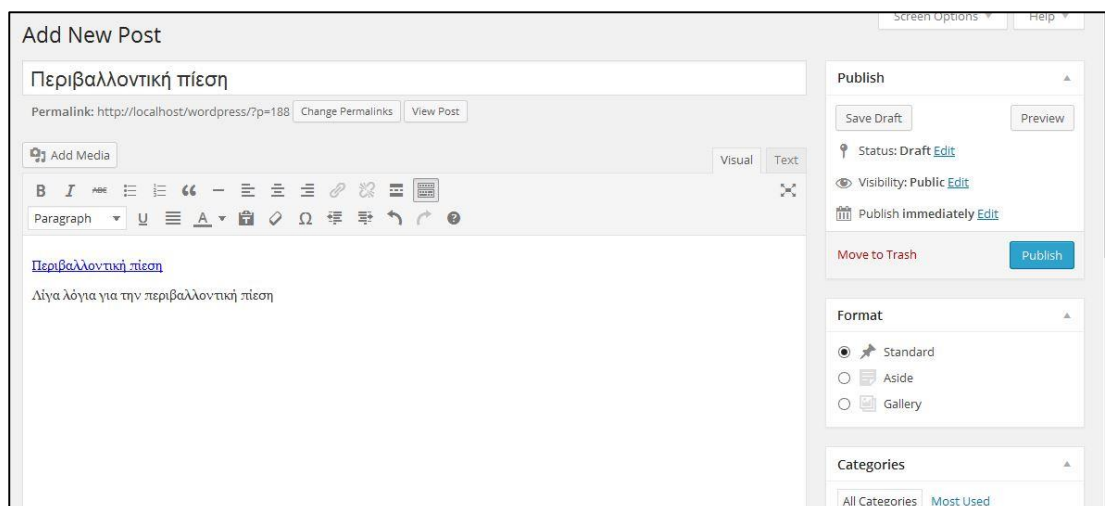 Screen Options Help
Add New Post
Περιβαλλοντική πίεση
Permalink: http://localhost/wordpress/?p=188 Change Permalinks View Post
Add Media
Visual Text
B I ABC
Paragraph U A T Ω ?
Περιβαλλοντική πίεση
Λίγα λόγια για την περιβαλλοντική πίεση
Publish
Save Draft Preview
Status: Draft Edit
Visibility: Public Edit
Publish immediately Edit
Move to Trash Publish
Format
Standard
Aside
Gallery
Categories
All Categories Most Used